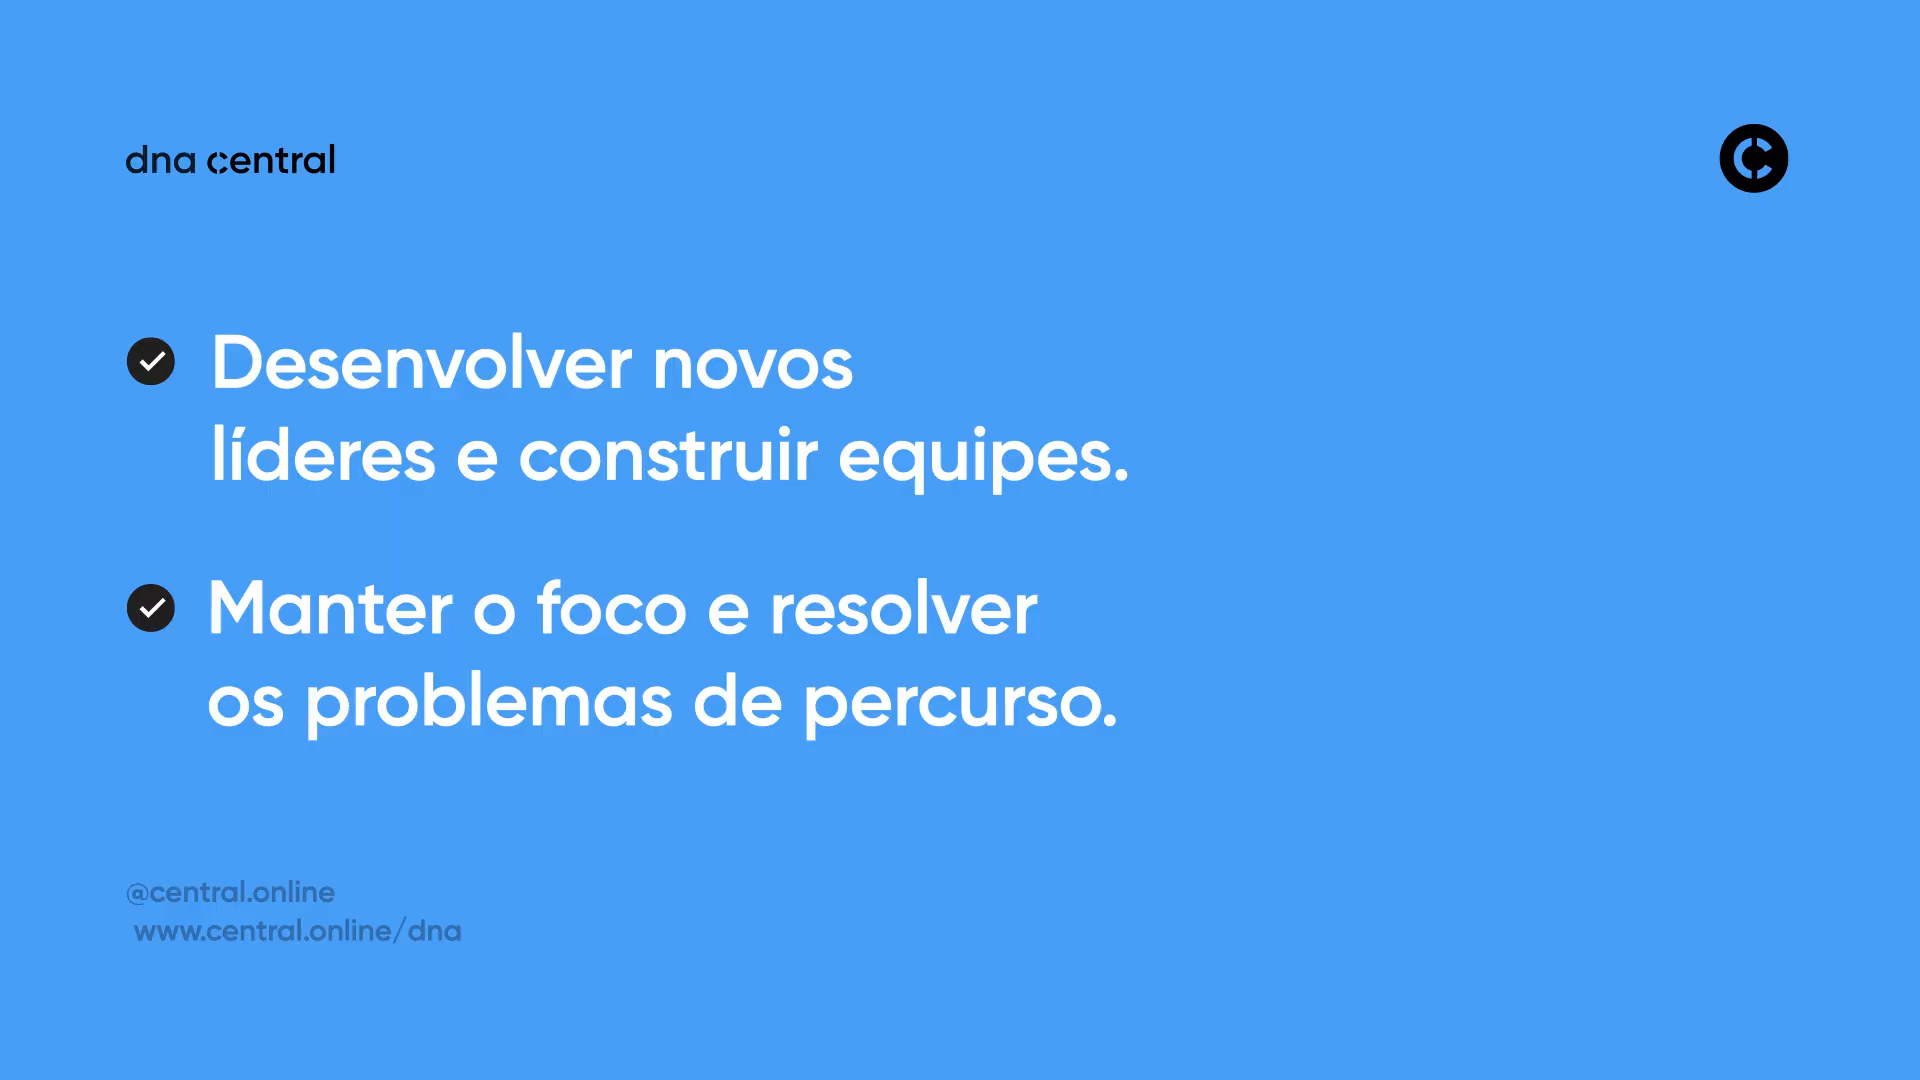 dna central
Desenvolver novos
líderes e construir equipes.
Manter o foco e resolver
os problemas de percurso.
@central.online
www.central.online/dna